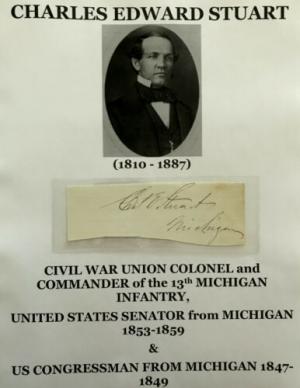 CHARLES EDWARD STUART
(1810 - 1887)
Ch E Stuart
Michigan
CIVIL WAR UNION COLONEL and
COMMANDER of the 13th MICHIGAN
INFANTRY,
UNITED STATES SENATOR from MICHIGAN
1853-1859
&
US CONGRESSMAN FROM MICHIGAN 1847-
1849